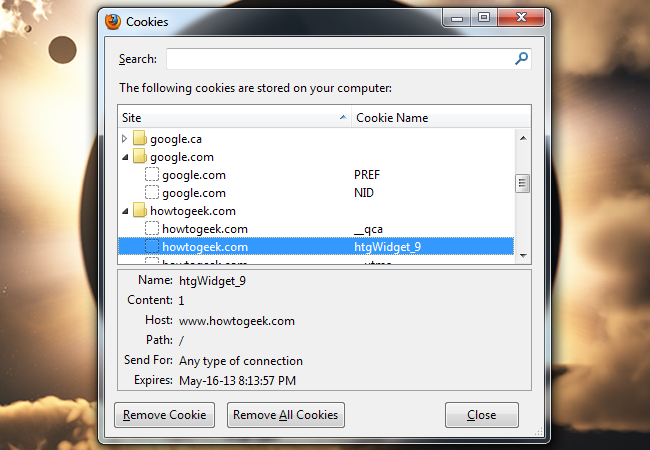 Cookies
Search:
The following cookies are stored on your computer:
Site Cookie Name
google.ca
google.com
google.com PREF
google.com NID
howtogeek.com
howtogeek.com __qca
howtogeek.com htgWidget_9
Name: htgWidget_9
Content: 1
Host: www.howtogeek.com
Path: /
Send For: Any type of connection
Expires: May-16-13 8:13:57 PM
Remove Cookie Remove All Cookies Close